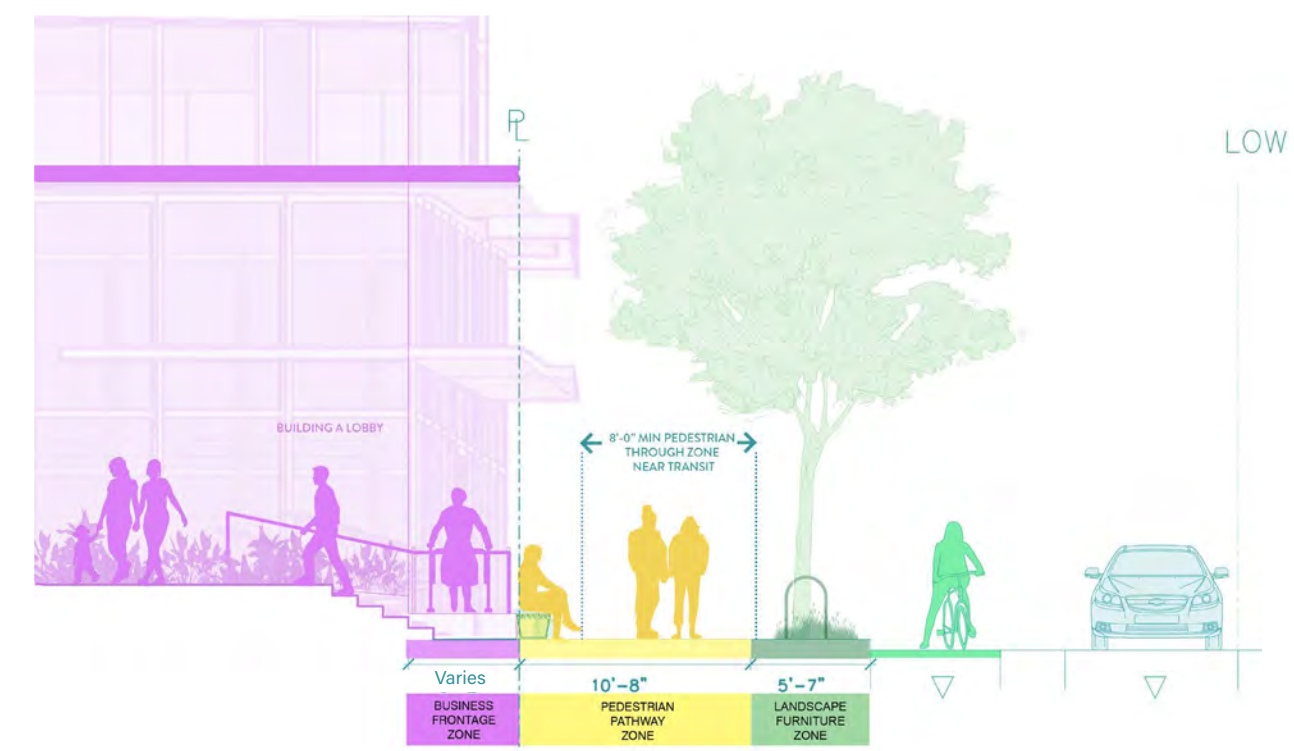 PL
LOW
BUILDING A LOBBY
8'-0" MIN PEDESTRIAN
THROUGH ZONE
NEAR TRANSIT
Varies
10'-8"
5'-7"
BUSINESS
FRONTAGE
ZONE
PEDESTRIAN
PATHWAY
ZONE
LANDSCAPE
FURNITURE
ZONE